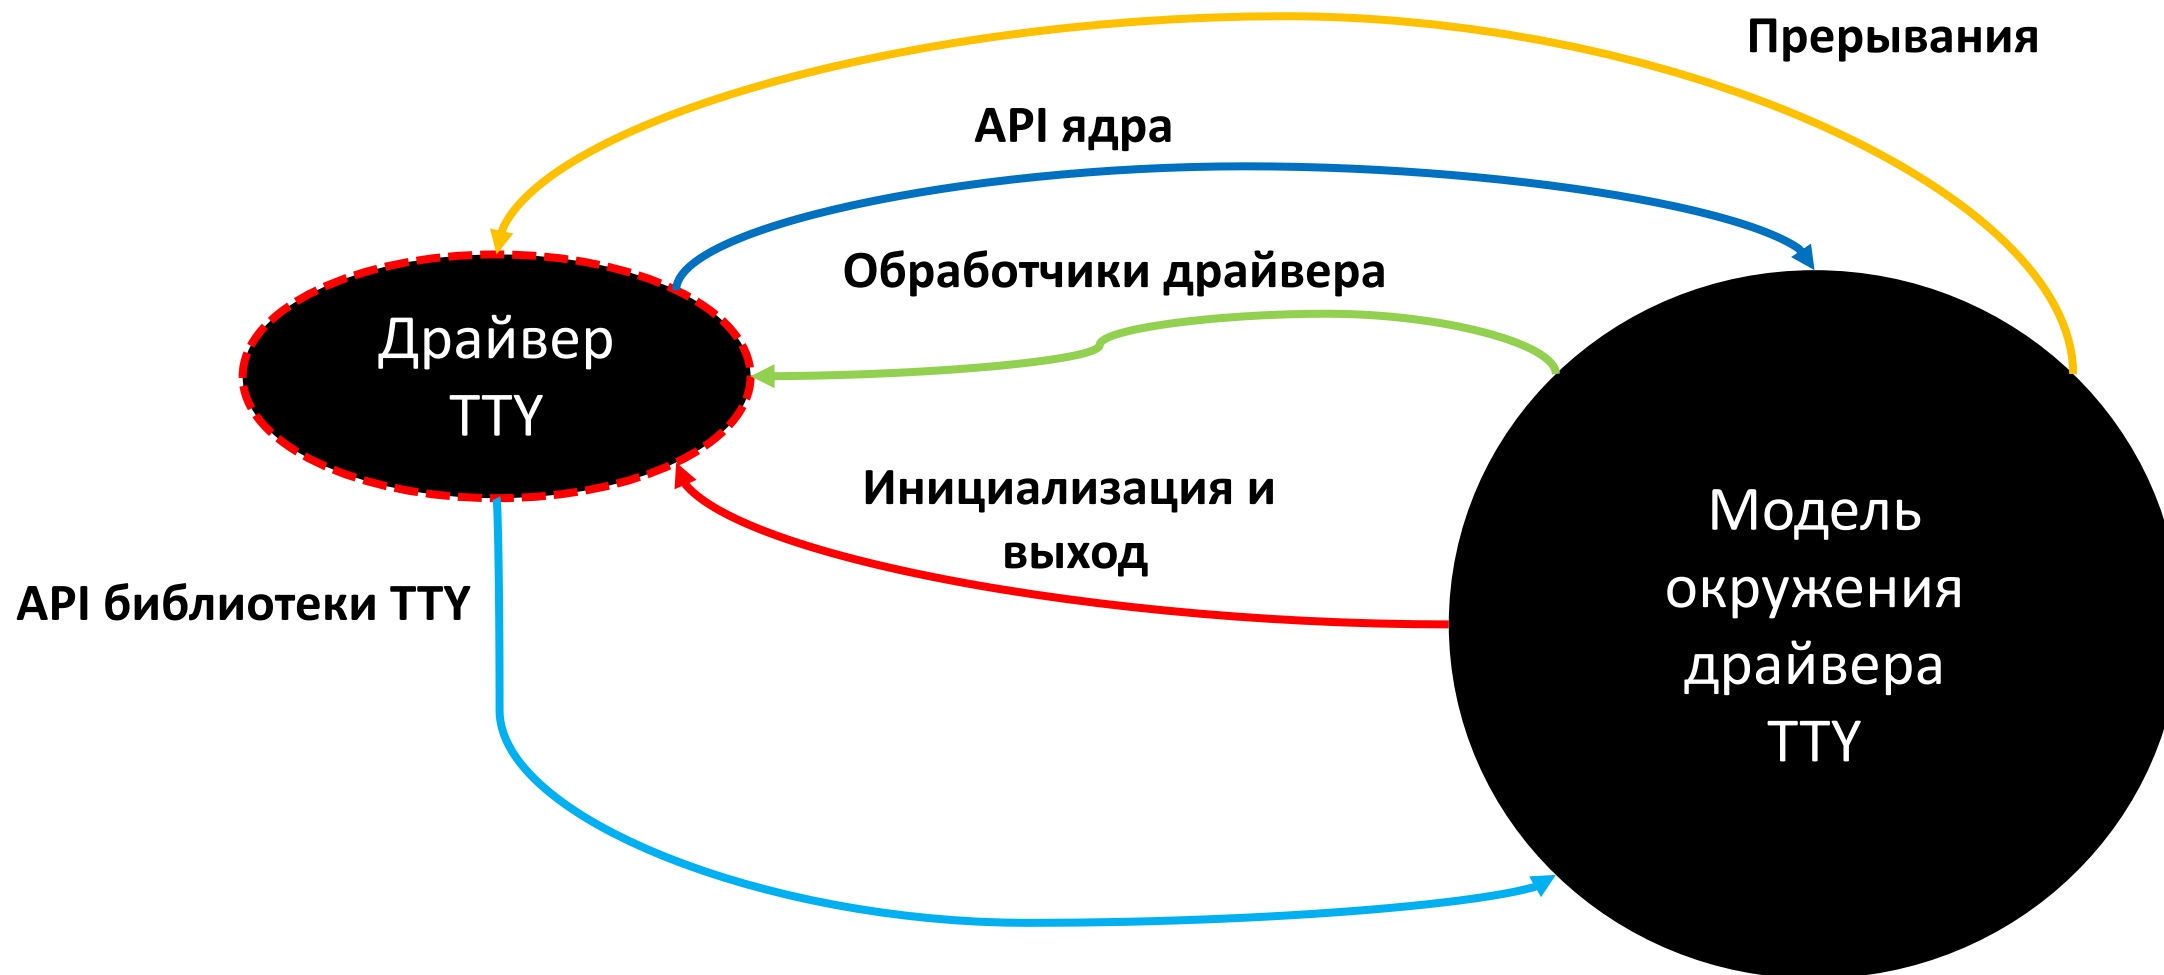 Прерывания
API ядра
Обработчики драйвера
Драйвер
TTY
Инициализация и
выход
API библиотеки TTY
Модель
окружения
драйвера
TTY